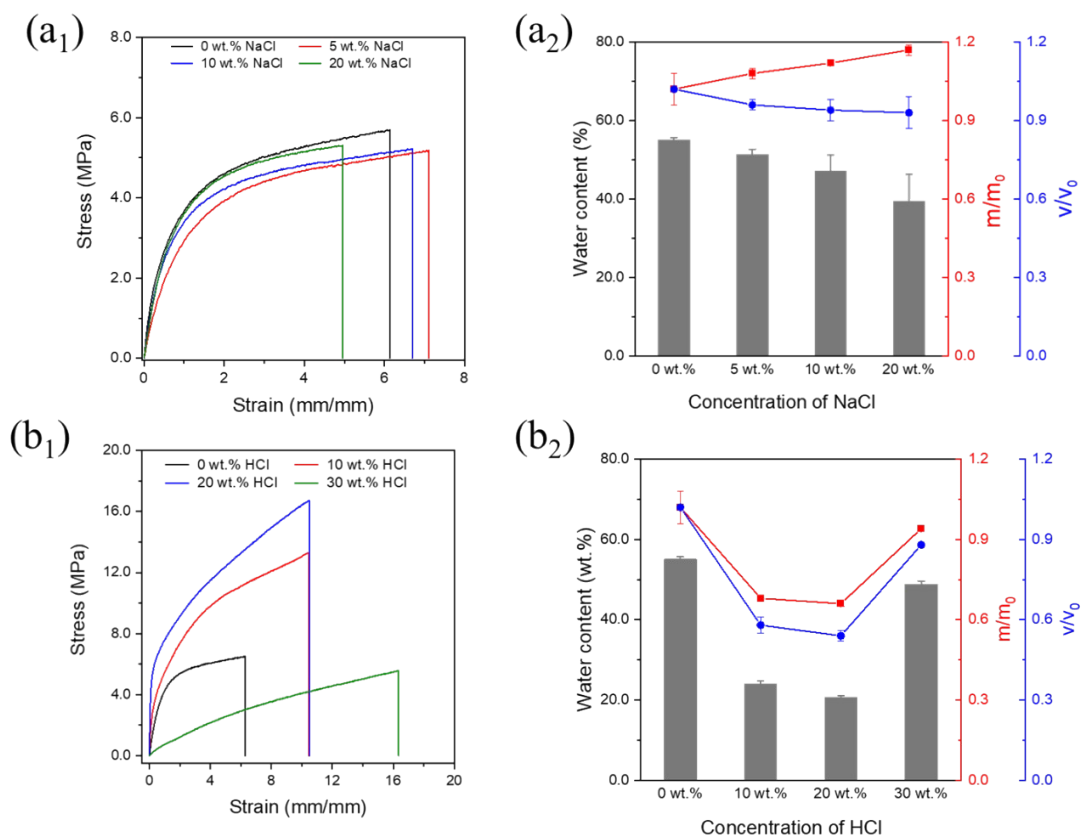 (a1)
0 wt.% NaCl 5 wt.% NaCl
10 wt.% NaCl 20 wt.% NaCl
8.0
6.0
4.0
2.0
0.0
Stress (MPa)
0 2 4 6 8
Strain (mm/mm)
(a2)
80.0
60.0
40.0
20.0
0.0
Water content (%)
0 wt.% 5 wt.% 10 wt.% 20 wt.%
Concentration of NaCl
1.2
0.9
0.6
0.3
0.0
m/m0
1.2
0.9
0.6
0.3
0.0
v/v0
(b1)
0 wt.% HCl 10 wt.% HCl
20 wt.% HCl 30 wt.% HCl
20.0
16.0
12.0
8.0
4.0
0.0
Stress (MPa)
0 4 8 12 16 20
Strain (mm/mm)
(b2)
80.0
60.0
40.0
20.0
0.0
Water content (wt.%)
0 wt.% 10 wt.% 20 wt.% 30 wt.%
Concentration of HCl
1.2
0.9
0.6
0.3
0.0
m/m0
1.2
0.9
0.6
0.3
0.0
v/v0